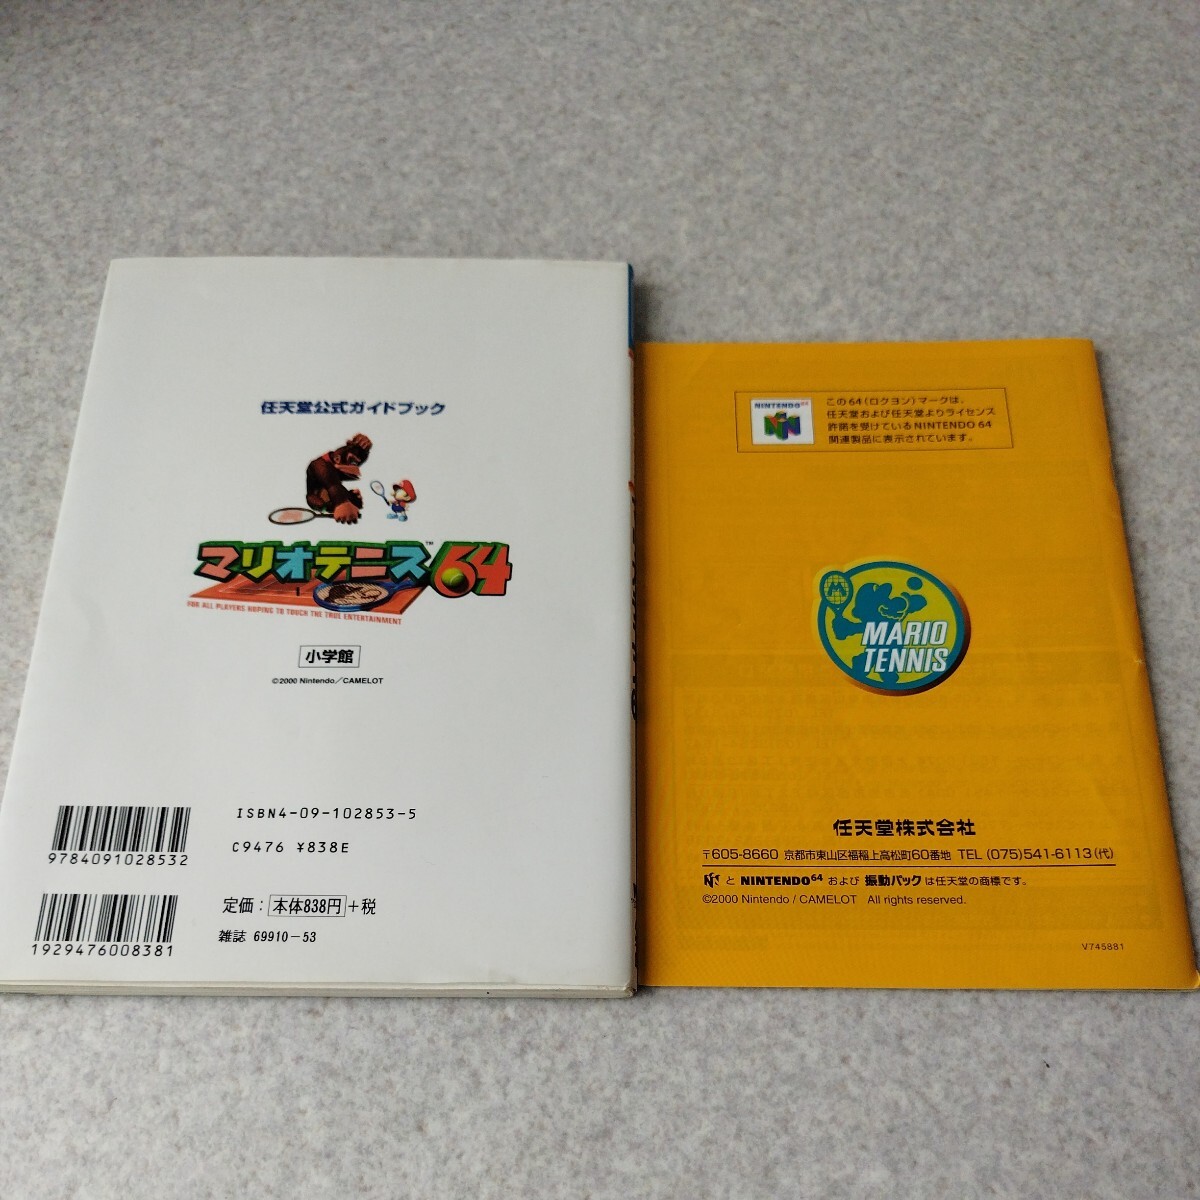 任天堂公式ガイドブック
マリオテニス™64
FOR ALL PLAYERS HOPING TO TOUCH THE TRUE ENTERTAINMENT
小学館
©2000 Nintendo／CAMELOT
ISBN4-09-102853-5
9784091028532
C9476 ¥838E
定価：本体838円+税
雑誌 69910-53
1929476008381
NINTENDO64
この64（ロクヨン）マークは、
任天堂および任天堂よりライセンス
許諾を受けているNINTENDO 64
関連製品に表示されています。
MARIO
TENNIS
任天堂株式会社
〒605-8660 京都市東山区福稲上高松町60番地 TEL (075)541-6113（代）
と NINTENDO64 および 振動パック は任天堂の商標です。
©2000 Nintendo / CAMELOT All rights reserved.
V745881